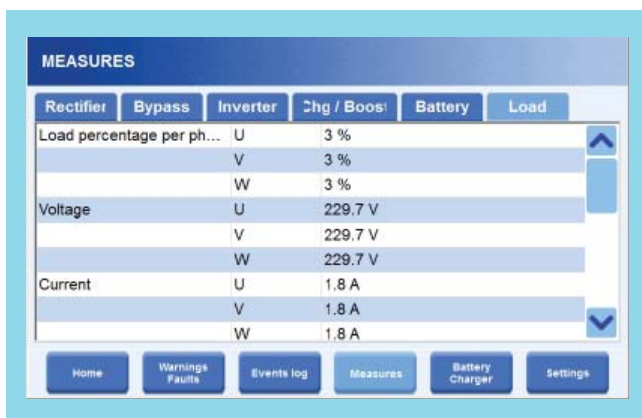 MEASURES
Rectifier Bypass Inverter Chg / Boost Battery Load
Load percentage per ph... U 3 %
V 3 %
W 3 %
Voltage U 229.7 V
V 229.7 V
W 229.7 V
Current U 1.8 A
V 1.8 A
W 1.8 A
Home Warnings Faults Events log Measures Battery Charger Settings